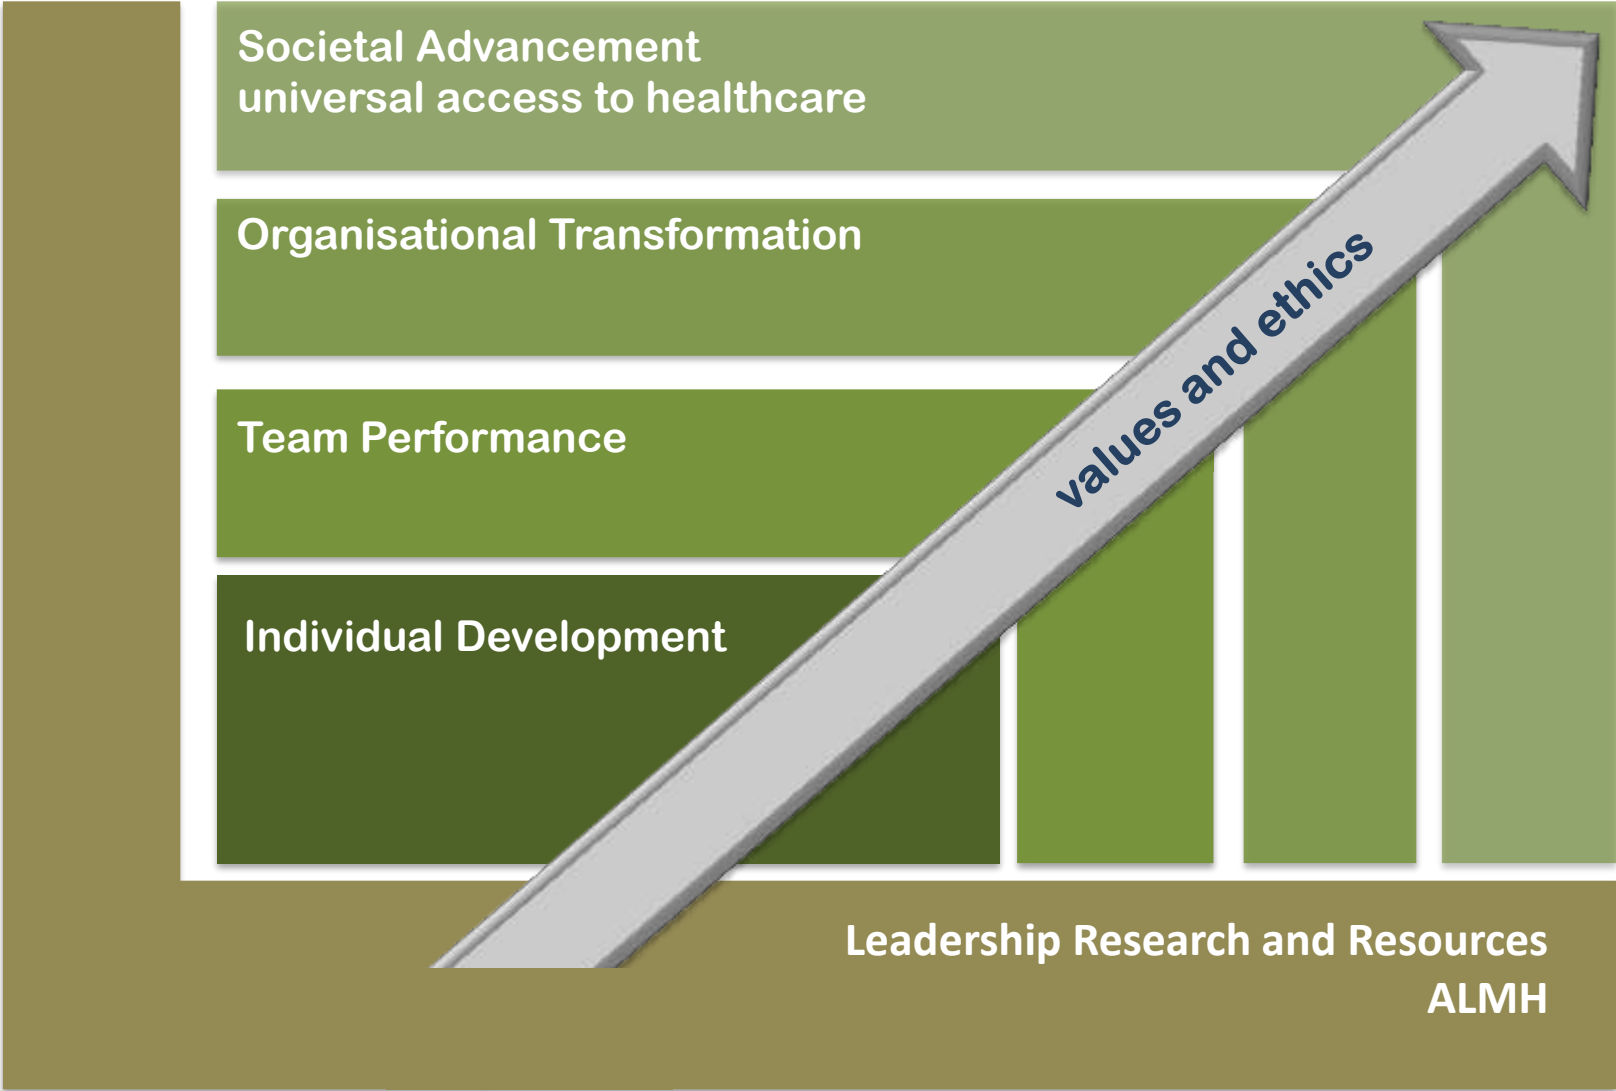 Societal Advancement
universal access to healthcare
Organisational Transformation
values and ethics
Team Performance
Individual Development
Leadership Research and Resources
ALMH